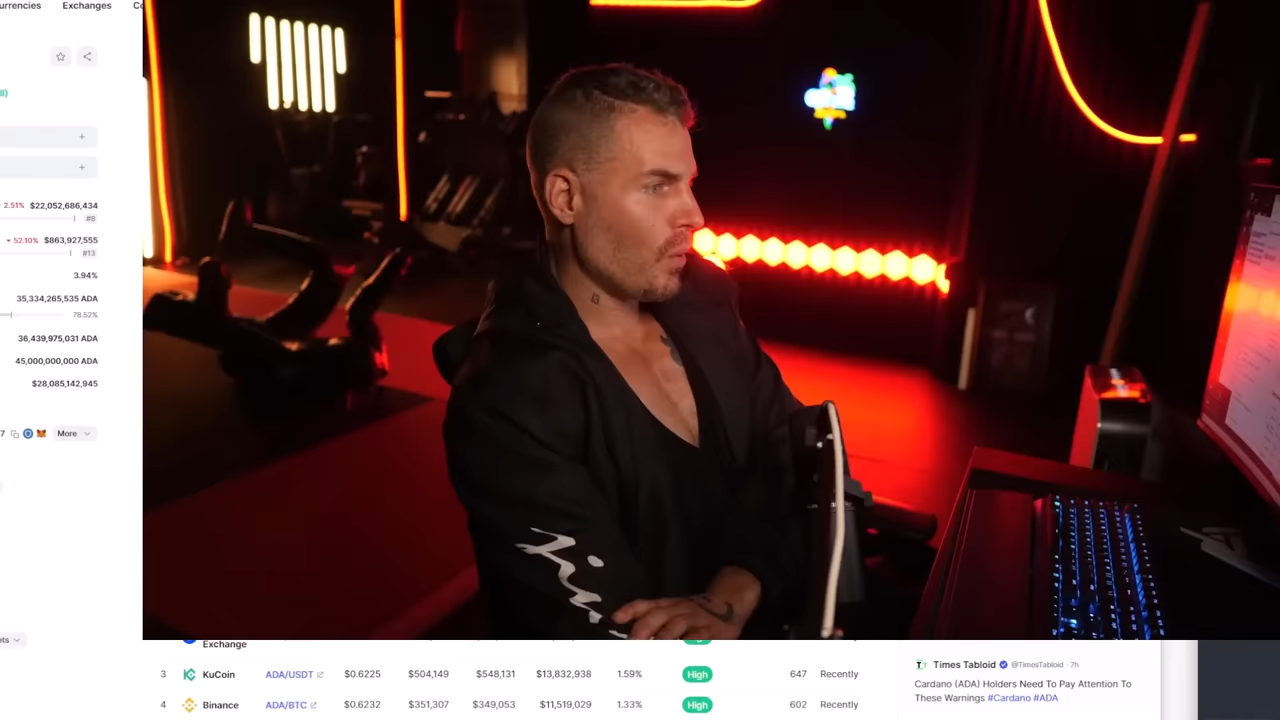 Exchanges
2.51% $22,052,686,434
#8
52.10% $863,927,555
#13
3.94%
35,334,265,535 ADA
78.52%
36,439,975,031 ADA
45,000,000,000 ADA
$28,085,142,945
7 More
Exchange
3 KuCoin ADA/USDT $0.6225 $504,149 $548,131 $13,832,938 1.59% High 647 Recently
4 Binance ADA/BTC $0.6232 $351,307 $349,053 $11,519,029 1.33% High 602 Recently
Times Tabloid @TimesTabloid · 7h
Cardano (ADA) Holders Need To Pay Attention To
These Warnings #Cardano #ADA